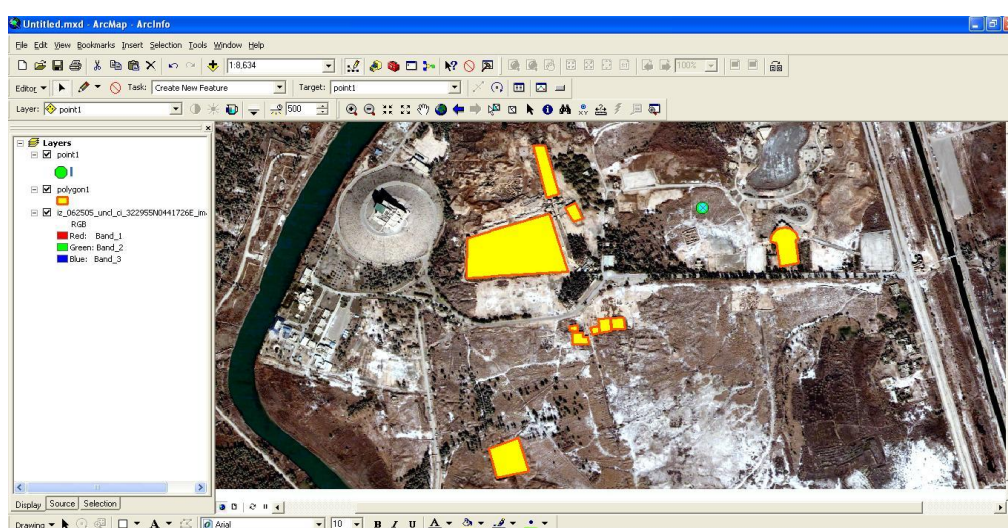 Untitled.mxd - ArcMap - ArcInfo
File Edit View Bookmarks Insert Selection Tools Window Help
1:8,634 100%
Editor Task: Create New Feature Target: point1
Layer: point1 500
Layers
point1
polygon1
iz_062505_uncl_ci_322955N0441726E_im
RGB
Red: Band_1
Green: Band_2
Blue: Band_3
Display Source Selection
Drawing A Arial 10 B I U A